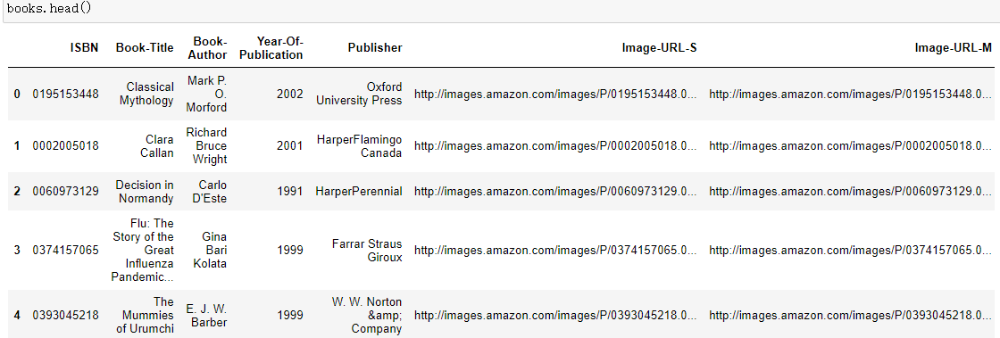 books.head()
ISBN Book-Title Book-Author Year-Of-Publication Publisher Image-URL-S Image-URL-M
0 0195153448 Classical Mythology Mark P. O. Morford 2002 Oxford University Press http://images.amazon.com/images/P/0195153448.0... http://images.amazon.com/images/P/0195153448.0...
1 0002005018 Clara Callan Richard Bruce Wright 2001 HarperFlamingo Canada http://images.amazon.com/images/P/0002005018.0... http://images.amazon.com/images/P/0002005018.0...
2 0060973129 Decision in Normandy Carlo D'Este 1991 HarperPerennial http://images.amazon.com/images/P/0060973129.0... http://images.amazon.com/images/P/0060973129.0...
3 0374157065 Flu: The Story of the Great Influenza Pandemic... Gina Bari Kolata 1999 Farrar Straus Giroux http://images.amazon.com/images/P/0374157065.0... http://images.amazon.com/images/P/0374157065.0...
4 0393045218 The Mummies of Urumchi E. J. W. Barber 1999 W. W. Norton &amp; Company http://images.amazon.com/images/P/0393045218.0... http://images.amazon.com/images/P/0393045218.0...